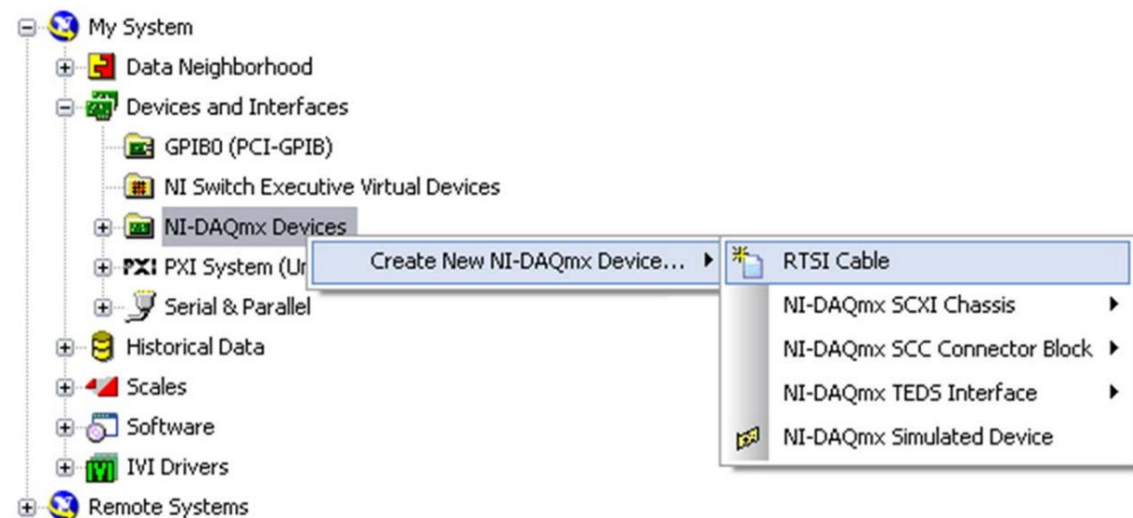 My System
Data Neighborhood
Devices and Interfaces
GPIB0 (PCI-GPIB)
NI Switch Executive Virtual Devices
NI-DAQmx Devices
Create New NI-DAQmx Device...
RTSI Cable
NI-DAQmx SCXI Chassis
NI-DAQmx SCC Connector Block
NI-DAQmx TEDS Interface
NI-DAQmx Simulated Device
PXI PXI System (Un
Serial & Parallel
Historical Data
Scales
Software
IVI Drivers
Remote Systems